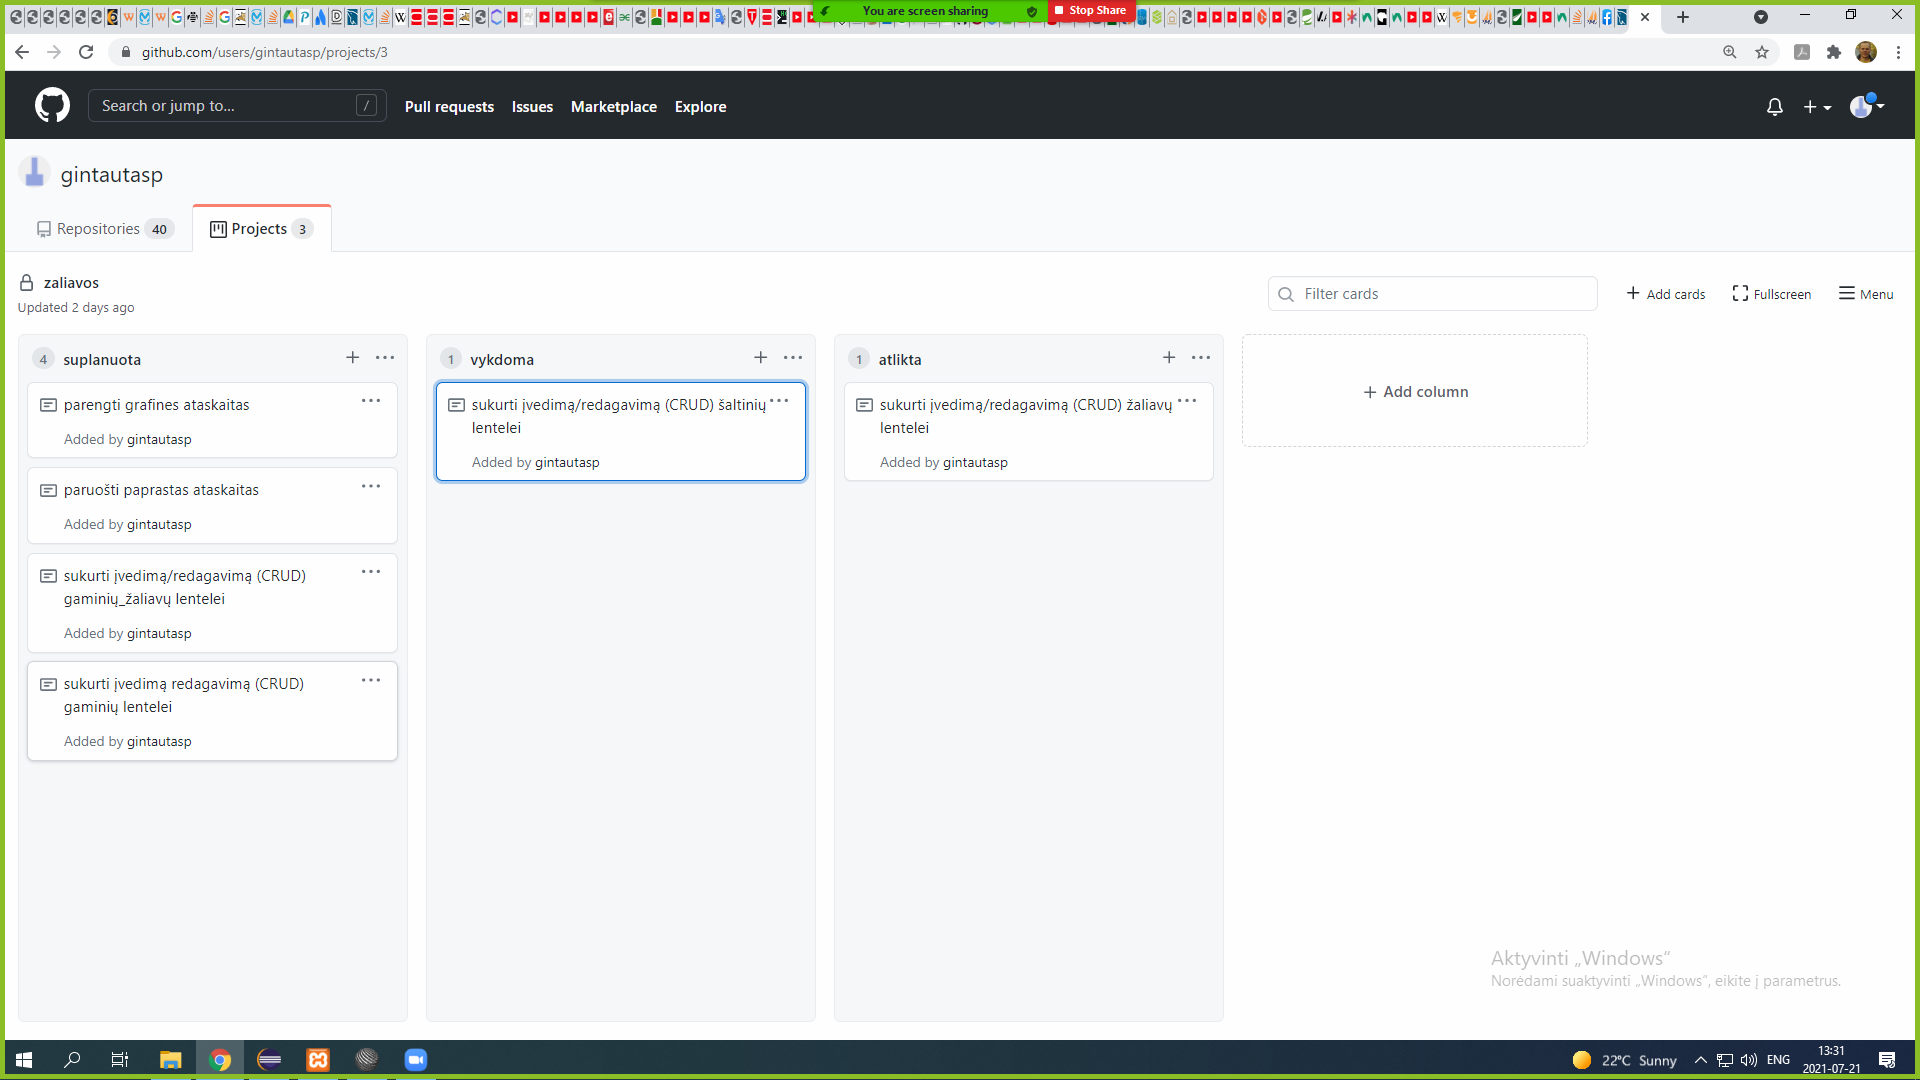 You are screen sharing
Stop Share
github.com/users/gintautasp/projects/3
Search or jump to...
/
Pull requests
Issues
Marketplace
Explore
gintautasp
Repositories 40
Projects 3
zaliavos
Updated 2 days ago
Filter cards
Add cards
Fullscreen
Menu
4 suplanuota
parengti grafines ataskaitas
Added by gintautasp
paruošti paprastas ataskaitas
Added by gintautasp
sukurti įvedimą/redagavimą (CRUD)
gaminių_žaliavų lentelei
Added by gintautasp
sukurti įvedimą redagavimą (CRUD)
gaminių lentelei
Added by gintautasp
1 vykdoma
sukurti įvedimą/redagavimą (CRUD) šaltinių
lentelei
Added by gintautasp
1 atlikta
sukurti įvedimą/redagavimą (CRUD) žaliavų
lentelei
Added by gintautasp
Add column
Aktyvinti „Windows“
Norėdami suaktyvinti „Windows“, eikite į parametrus.
22°C Sunny
ENG
13:31
2021-07-21